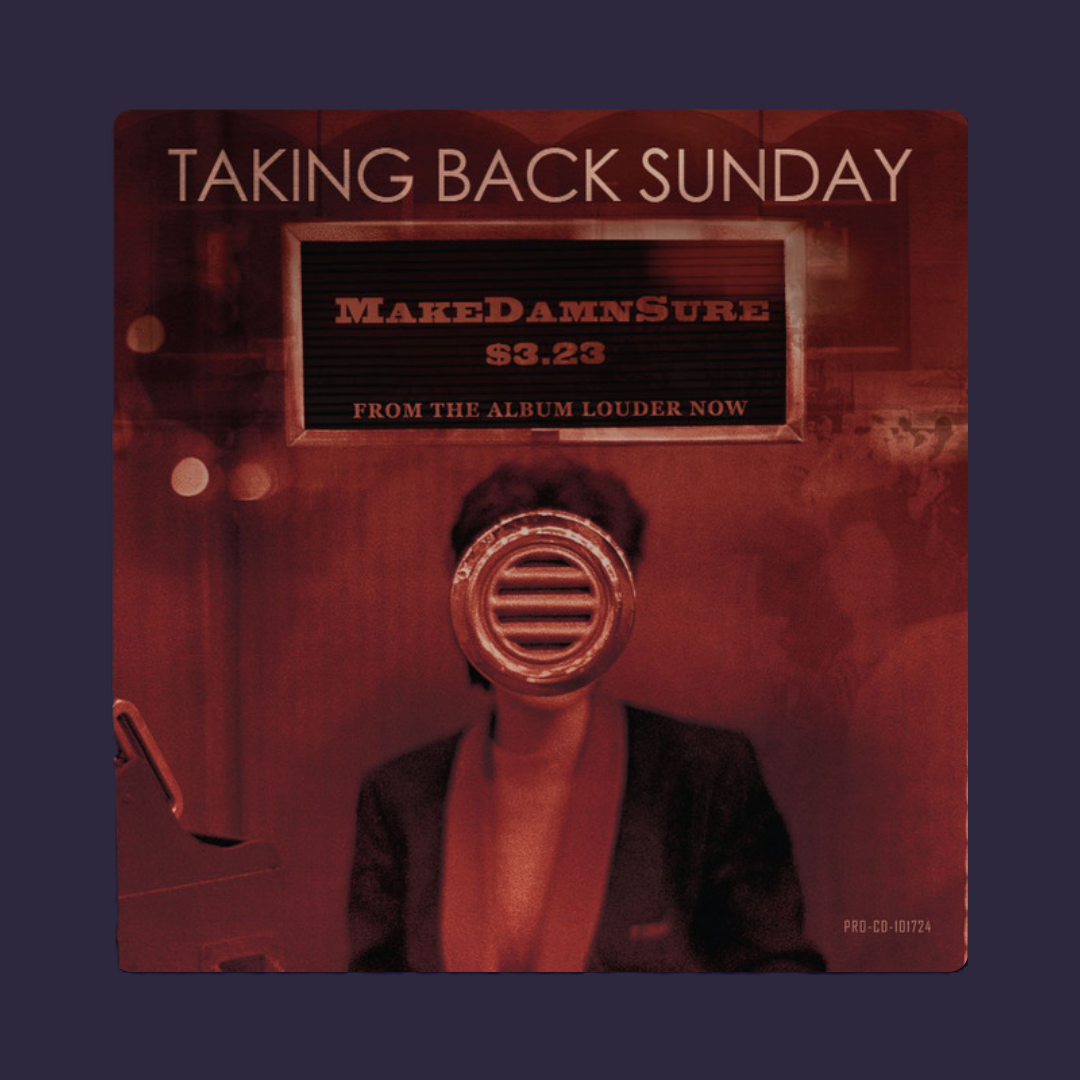 TAKING BACK SUNDAY
MAKEDAMNSURE
$3.23
FROM THE ALBUM LOUDER NOW
PRO-CD-101724